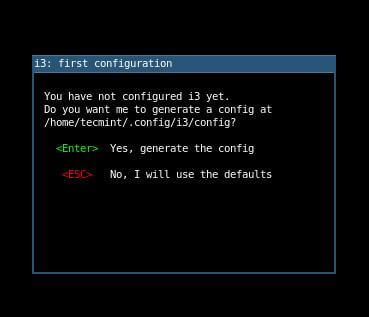 i3: first configuration
You have not configured i3 yet.
Do you want me to generate a config at
/home/tecmint/.config/i3/config?
<Enter> Yes, generate the config
<ESC> No, I will use the defaults